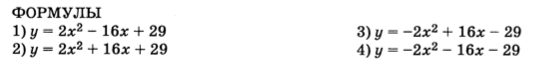 ФОРМУЛЫ
1) y = 2x² − 16x + 29
2) y = 2x² + 16x + 29
3) y = −2x² + 16x − 29
4) y = −2x² − 16x − 29